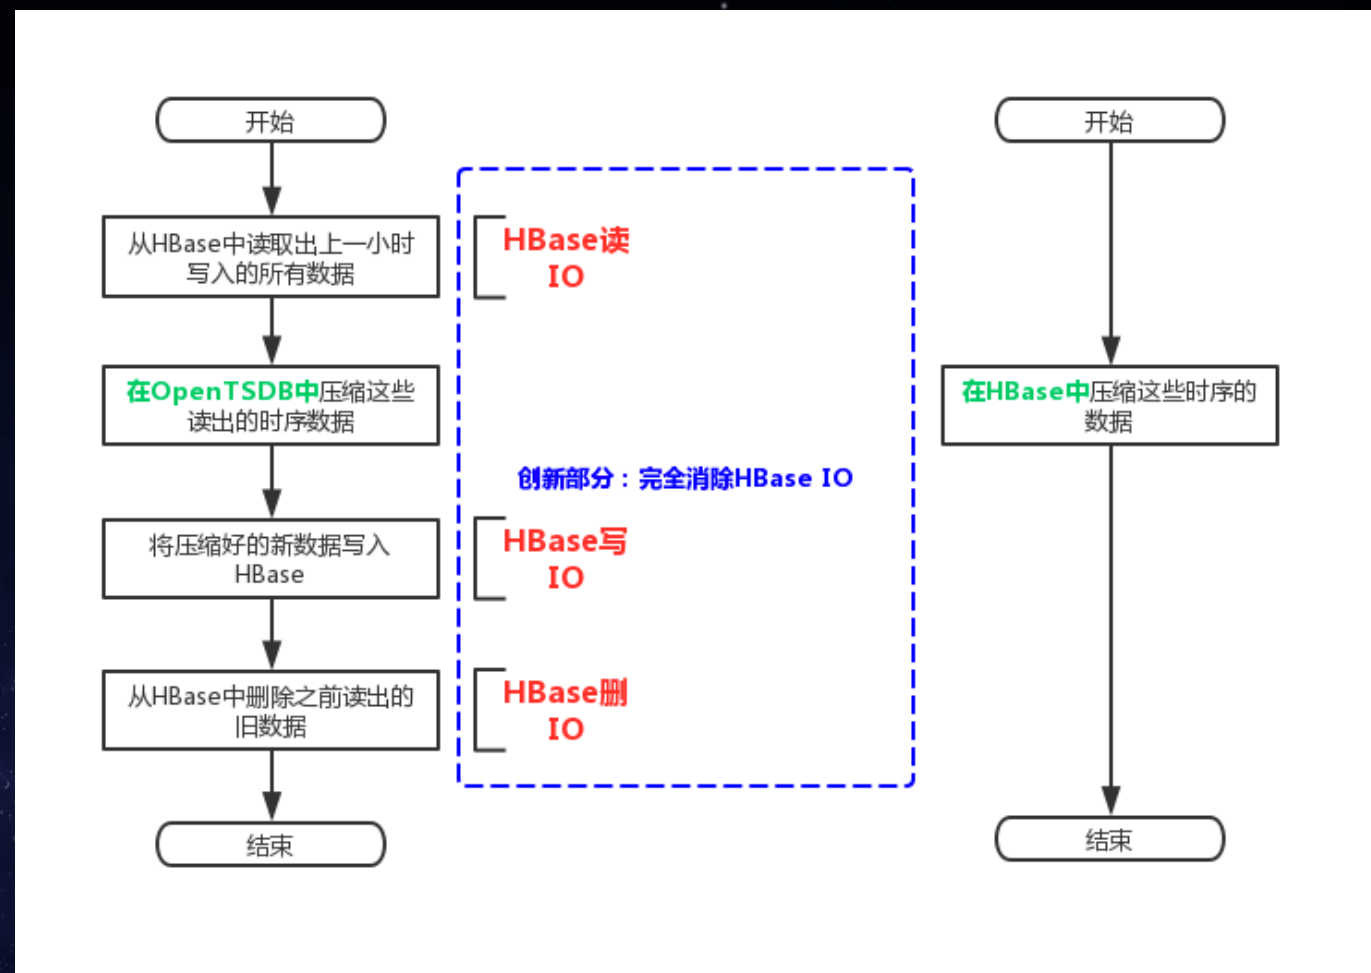 开始
从HBase中读取出上一小时
写入的所有数据
在OpenTSDB中压缩这些
读出的时序数据
将压缩好的新数据写入
HBase
从HBase中删除之前读出的
旧数据
结束
HBase读
IO
创新部分：完全消除HBase IO
HBase写
IO
HBase删
IO
开始
在HBase中压缩这些时序的
数据
结束